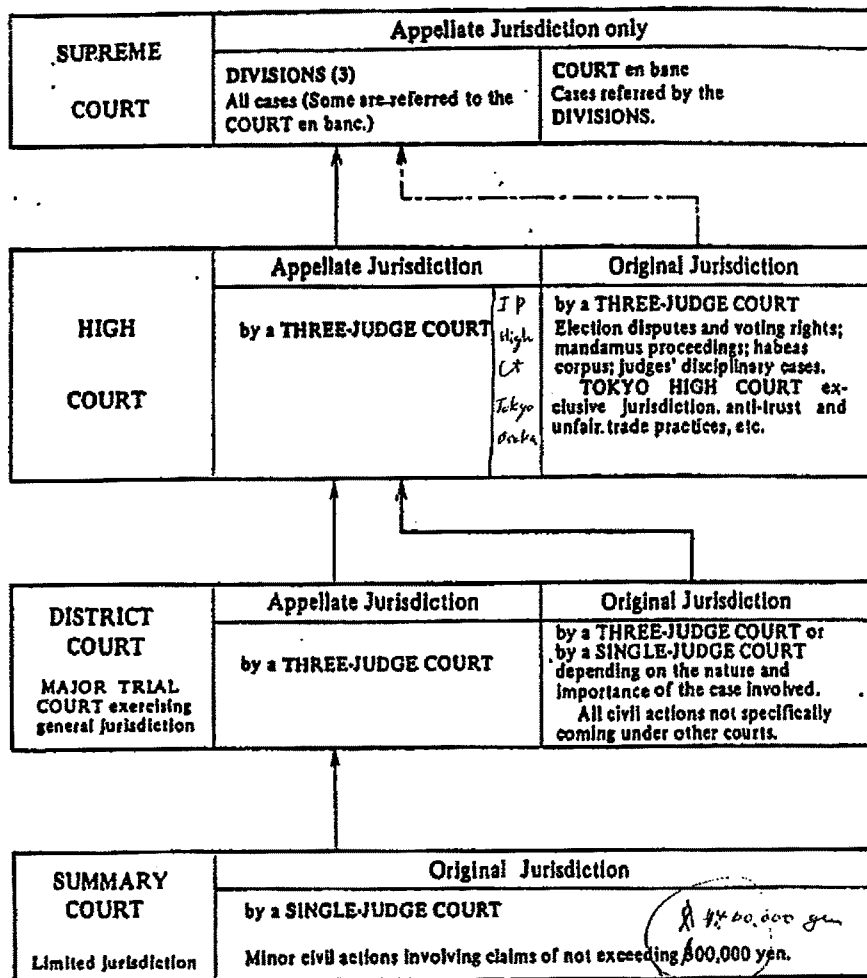 SUPREME
COURT
Appellate Jurisdiction only
DIVISIONS (3)
All cases (Some are referred to the
COURT en banc.)
COURT en banc
Cases referred by the
DIVISIONS.
HIGH
COURT
Appellate Jurisdiction
by a THREE-JUDGE COURT
IP
High
Ct
Tokyo
Osaka
Original Jurisdiction
by a THREE-JUDGE COURT
Election disputes and voting rights;
mandamus proceedings; habeas
corpus; judges' disciplinary cases.
TOKYO HIGH COURT ex-
clusive jurisdiction. anti-trust and
unfair. trade practices, etc.
DISTRICT
COURT
MAJOR TRIAL
COURT exercising
general jurisdiction
Appellate Jurisdiction
by a THREE-JUDGE COURT
Original Jurisdiction
by a THREE-JUDGE COURT or
by a SINGLE-JUDGE COURT
depending on the nature and
importance of the case involved.
All civil actions not specifically
coming under other courts.
SUMMARY
COURT
Limited Jurisdiction
Original Jurisdiction
by a SINGLE-JUDGE COURT
Minor civil actions involving claims of not exceeding 00,000 yen.